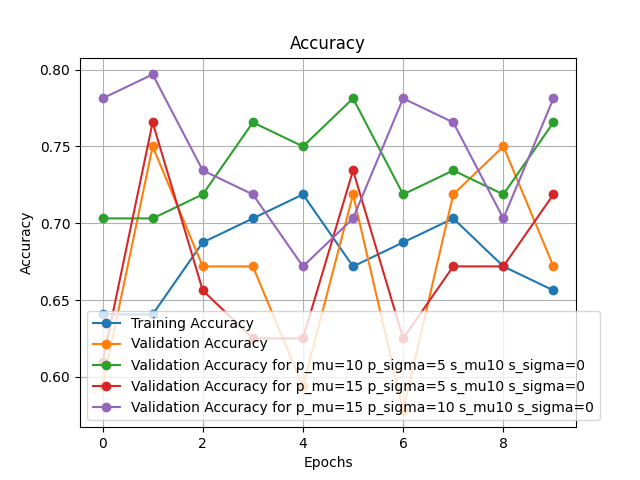 Accuracy
0.80
0.75
0.70
0.65
0.60
Accuracy
Training Accuracy
Validation Accuracy
Validation Accuracy for p_mu=10 p_sigma=5 s_mu10 s_sigma=0
Validation Accuracy for p_mu=15 p_sigma=5 s_mu10 s_sigma=0
Validation Accuracy for p_mu=15 p_sigma=10 s_mu10 s_sigma=0
0 2 4 6 8
Epochs